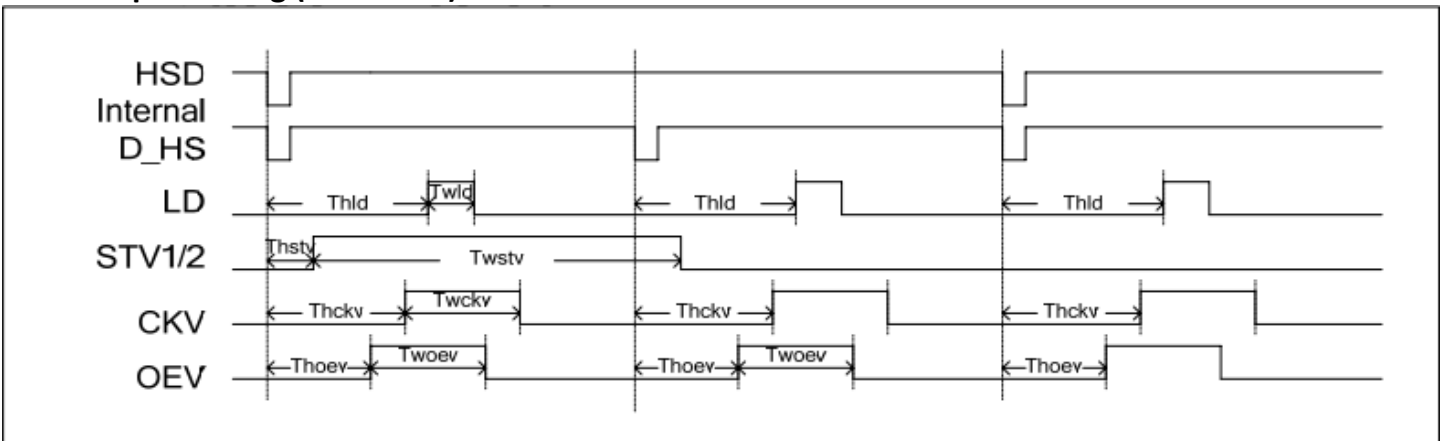 HSD
Internal
D_HS
LD Thld Twld Thld Thld
STV1/2 Thstv Twstv
CKV Thckv Twckv Thckv Thckv
OEV Thoev Twoev Thoev Twoev Thoev